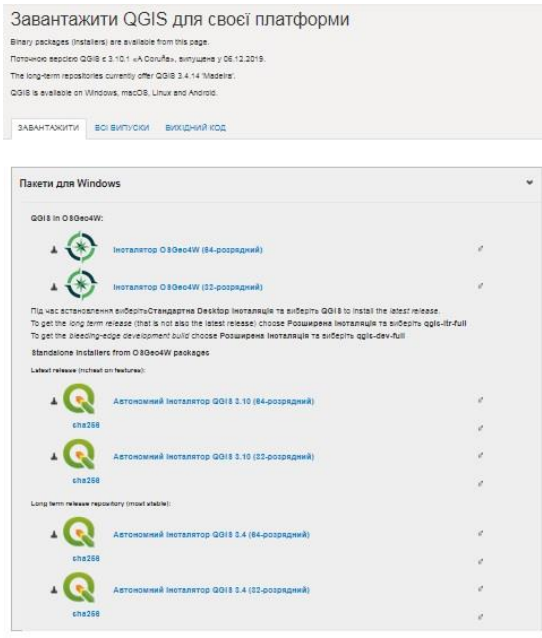 Завантажити QGIS для своєї платформи
Binary packages (installers) are available from this page.
Поточною версією QGIS є 3.10.1 «A Coruña», випущена у 06.12.2019.
The long-term repositories currently offer QGIS 3.4.14 'Madeira'.
QGIS is available on Windows, macOS, Linux and Android.
ЗАВАНТАЖИТИ ВСІ ВИПУСКИ ВИХІДНИЙ КОД
Пакети для Windows
QGIS in OSGeo4W:
Інсталятор OSGeo4W (64-розрядний)
Інсталятор OSGeo4W (32-розрядний)
Під час встановлення виберіть Стандартна Desktop Інсталяція та виберіть QGIS to install the latest release.
To get the long term release (that is not also the latest release) choose Розширена Інсталяція та виберіть qgis-ltr-full
To get the bleeding-edge development build choose Розширена Інсталяція та виберіть qgis-dev-full
Standalone installers from OSGeo4W packages
Latest release (richest on features):
Автономний Інсталятор QGIS 3.10 (64-розрядний)
sha256
Автономний Інсталятор QGIS 3.10 (32-розрядний)
sha256
Long term release repository (most stable):
Автономний Інсталятор QGIS 3.4 (64-розрядний)
sha256
Автономний Інсталятор QGIS 3.4 (32-розрядний)
sha256